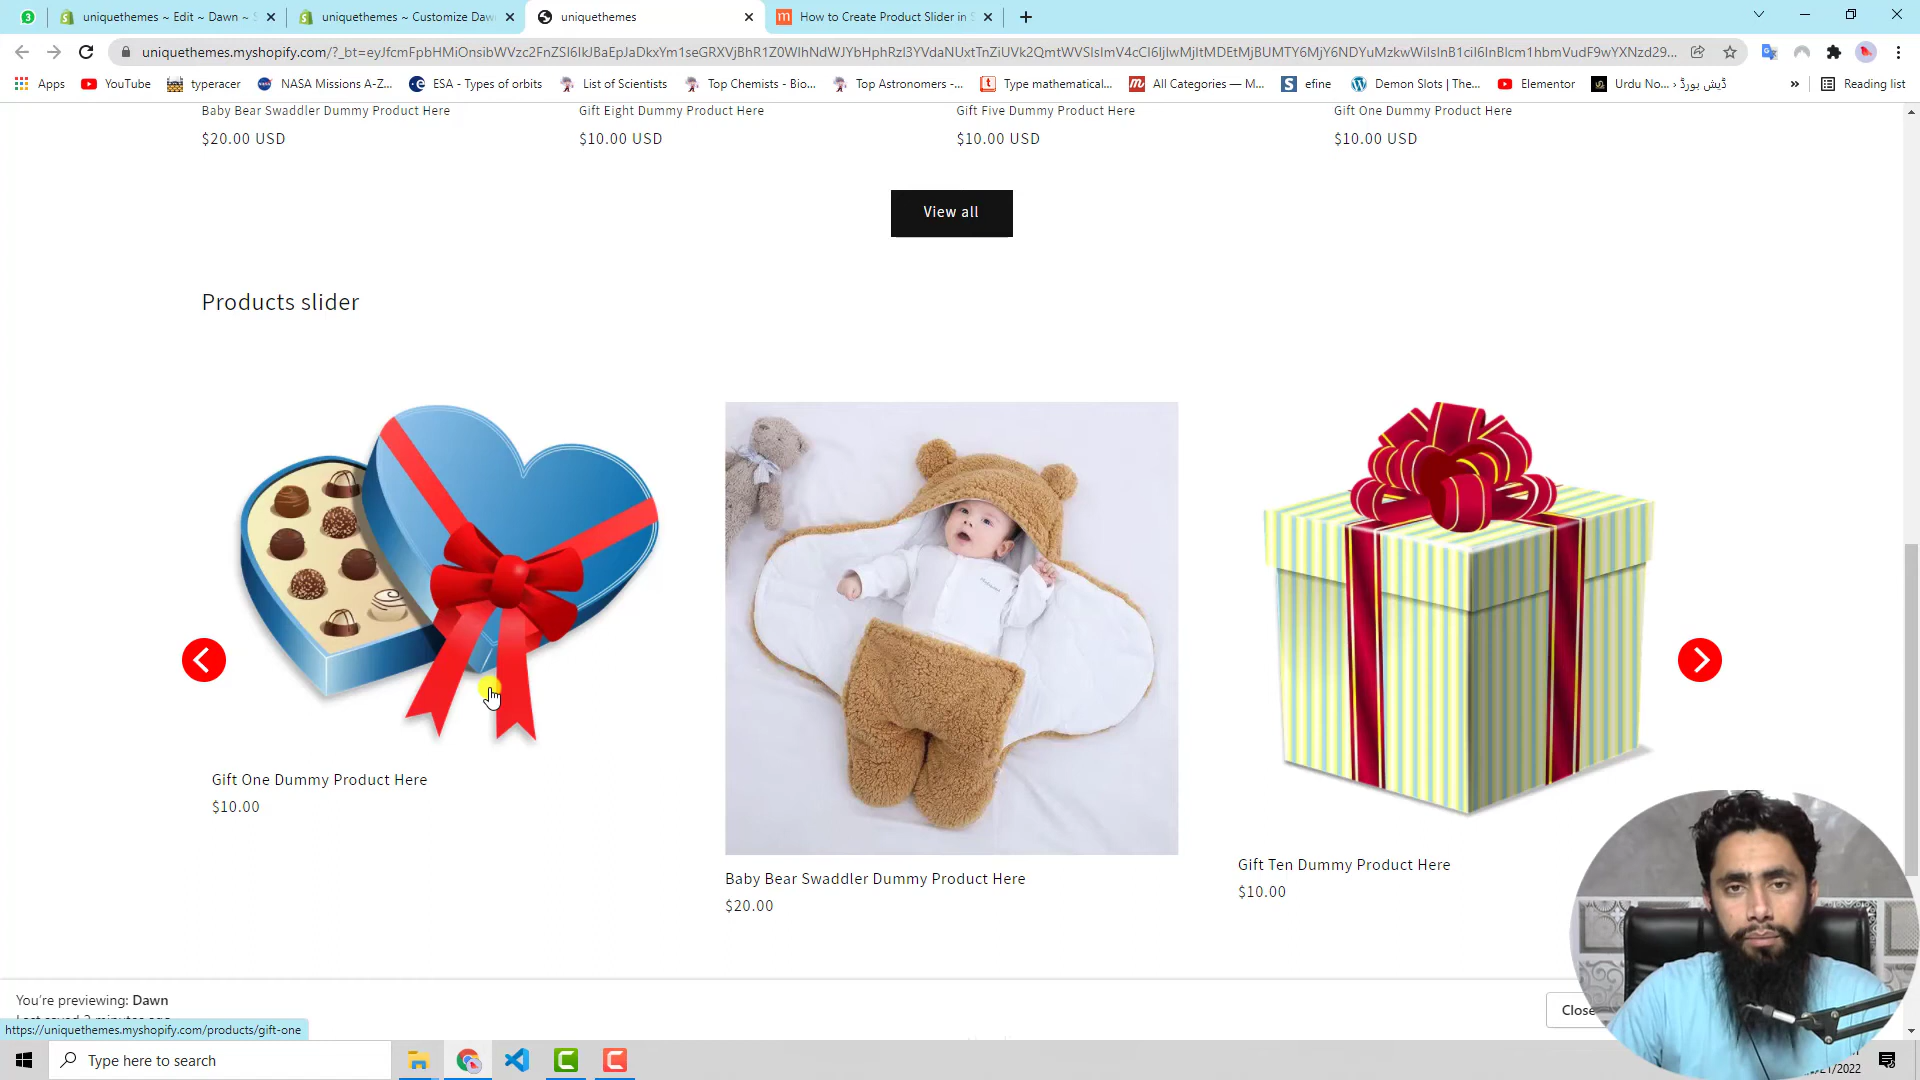 uniquethemes ~ Edit ~ Dawn ~
uniquethemes ~ Customize Daw
uniquethemes
How to Create Product Slider in
uniquethemes.myshopify.com/?_bt=
Apps
YouTube
typeracer
NASA Missions A-Z...
ESA - Types of orbits
List of Scientists
Top Chemists - Bio...
Top Astronomers -...
Type mathematical...
All Categories — M...
efine
Demon Slots | The...
Elementor
Urdu No... › ڈیش بورڈ
»
Reading list
Baby Bear Swaddler Dummy Product Here
Gift Eight Dummy Product Here
Gift Five Dummy Product Here
Gift One Dummy Product Here
$20.00 USD
$10.00 USD
$10.00 USD
$10.00 USD
View all
Products slider
Gift One Dummy Product Here
$10.00
Baby Bear Swaddler Dummy Product Here
$20.00
Gift Ten Dummy Product Here
$10.00
You're previewing: Dawn
Close
https://uniquethemes.myshopify.com/products/gift-one
Type here to search
/21/2022